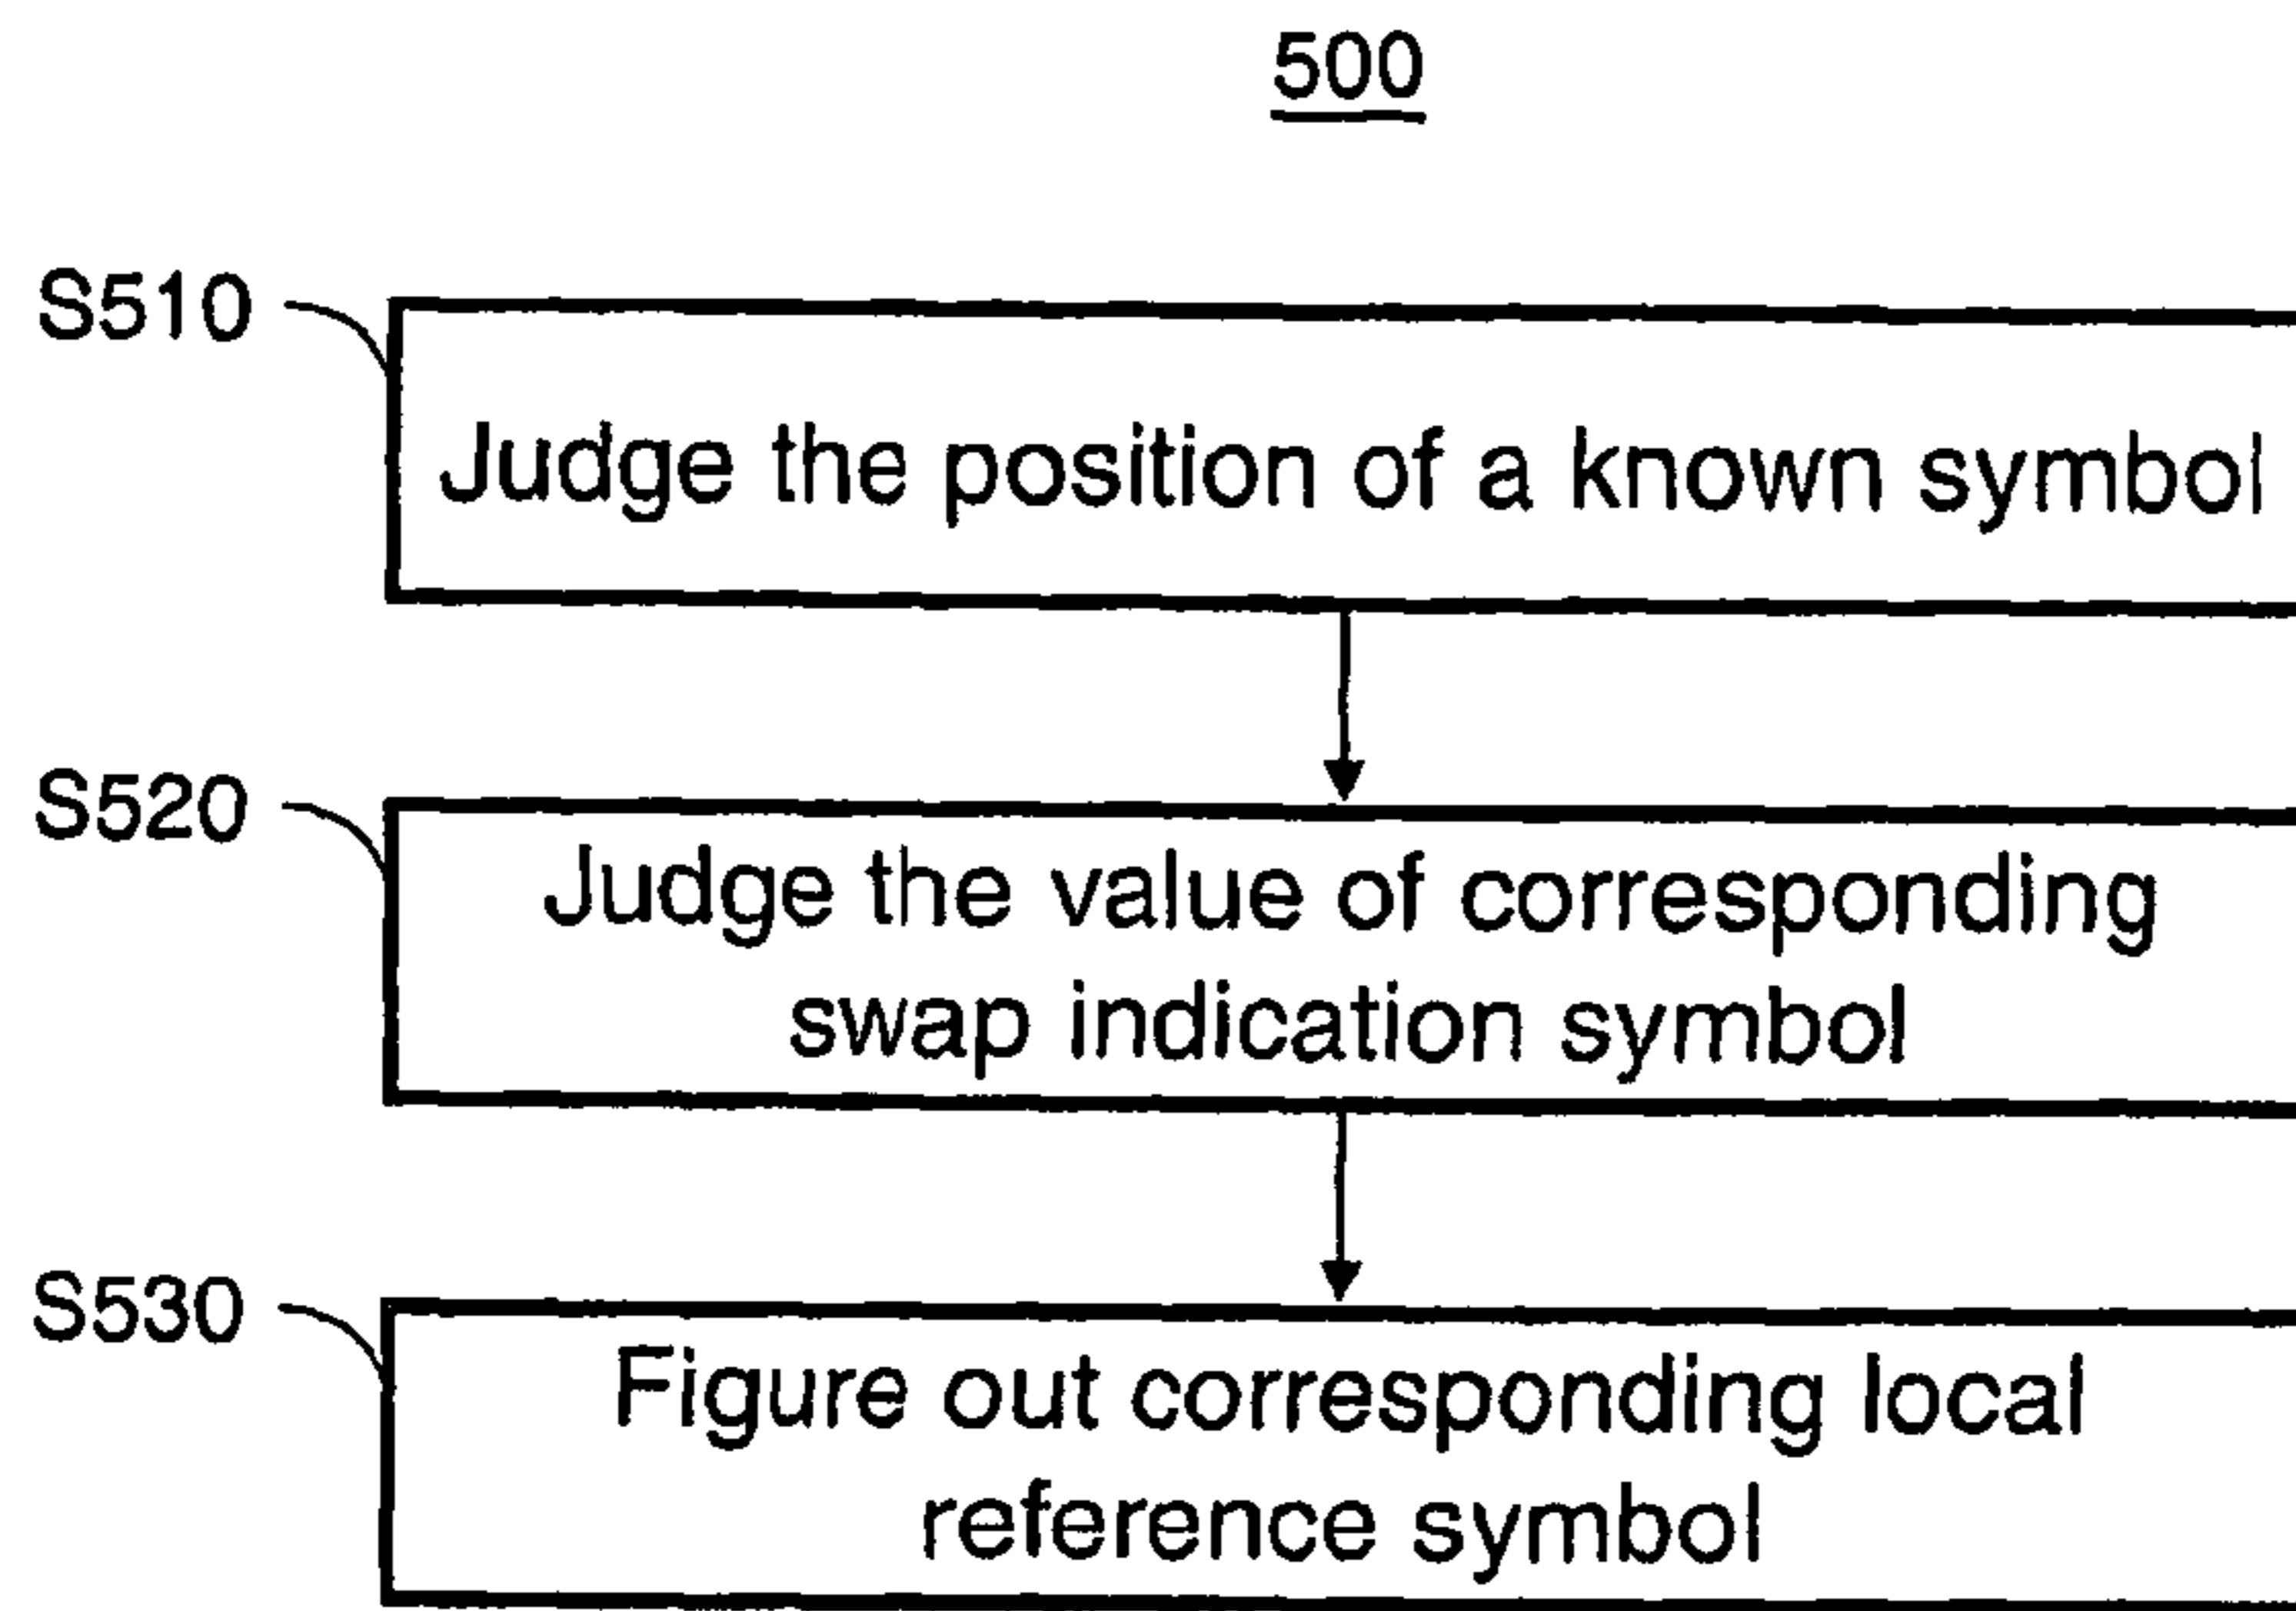 500
S510
Judge the position of a known symbol
S520
Judge the value of corresponding
swap indication symbol
S530
Figure out corresponding local
reference symbol